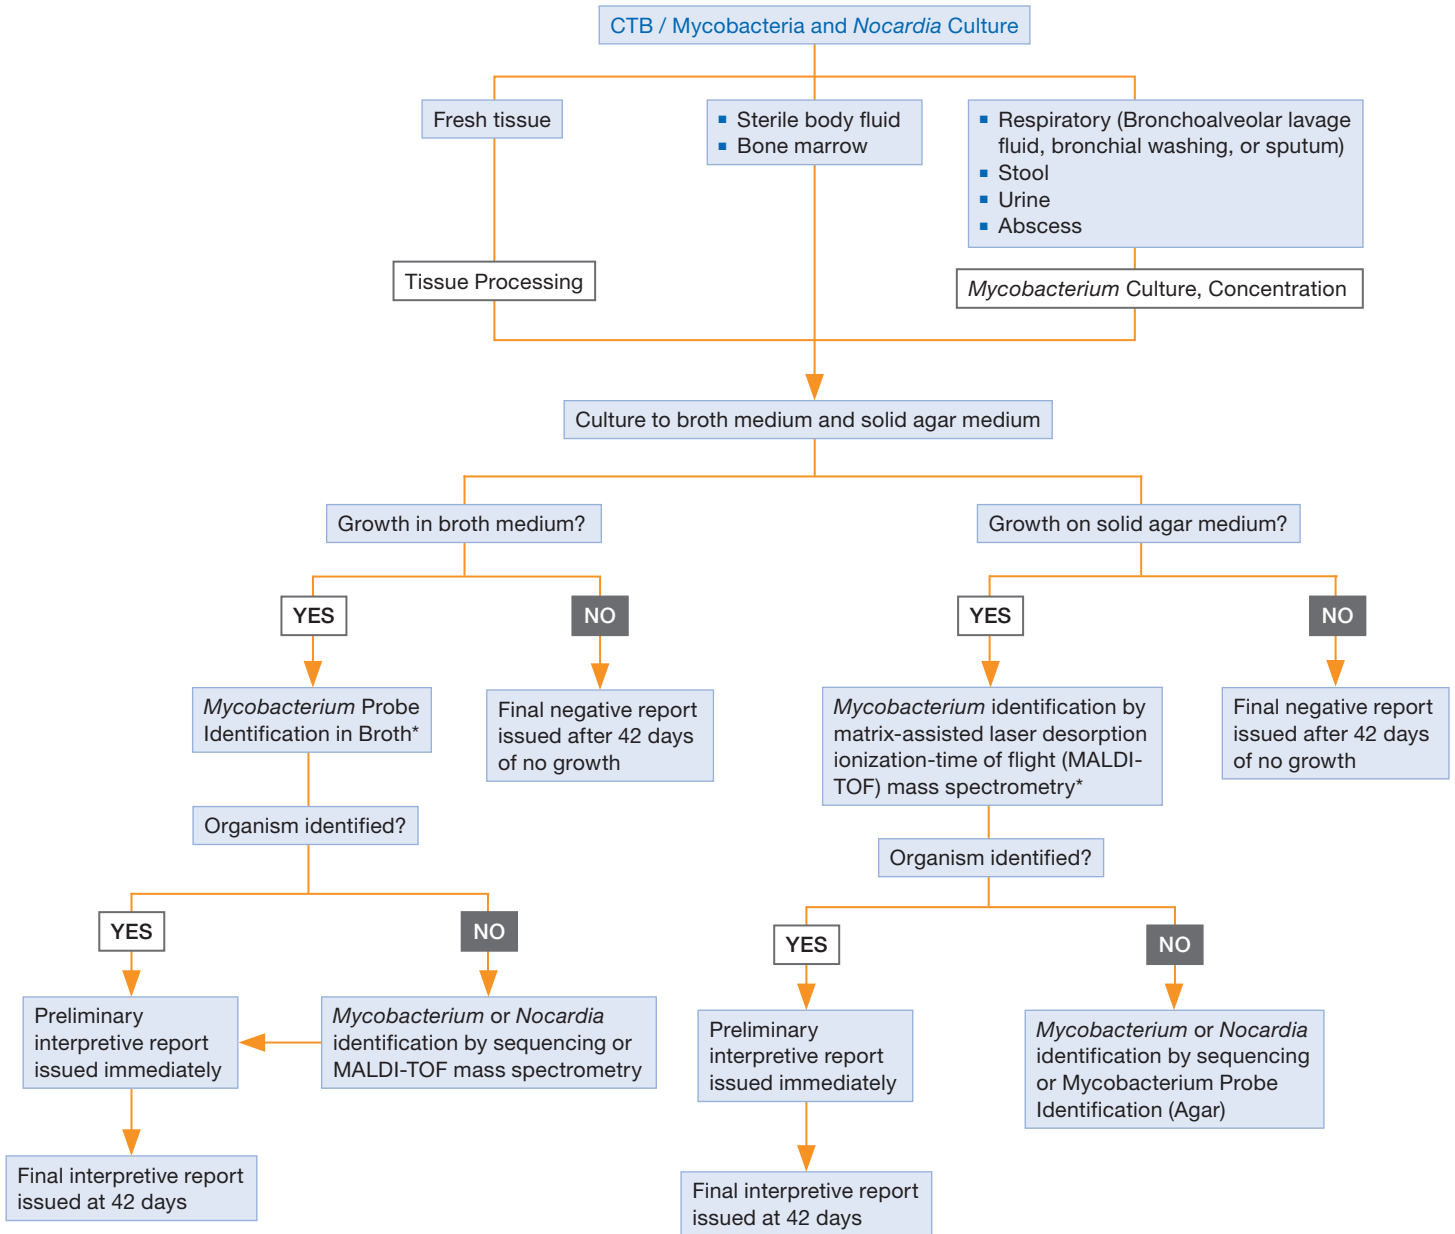 CTB / Mycobacteria and Nocardia Culture
Fresh tissue
▪ Sterile body fluid
▪ Bone marrow
▪ Respiratory (Bronchoalveolar lavage
fluid, bronchial washing, or sputum)
▪ Stool
▪ Urine
▪ Abscess
Tissue Processing
Mycobacterium Culture, Concentration
Culture to broth medium and solid agar medium
Growth in broth medium?
Growth on solid agar medium?
YES
NO
YES
NO
Mycobacterium Probe
Identification in Broth*
Final negative report
issued after 42 days
of no growth
Mycobacterium identification by
matrix-assisted laser desorption
ionization-time of flight (MALDI-
TOF) mass spectrometry*
Final negative report
issued after 42 days
of no growth
Organism identified?
Organism identified?
YES
NO
YES
NO
Preliminary
interpretive report
issued immediately
Mycobacterium or Nocardia
identification by sequencing or
MALDI-TOF mass spectrometry
Preliminary
interpretive report
issued immediately
Mycobacterium or Nocardia
identification by sequencing
or Mycobacterium Probe
Identification (Agar)
Final interpretive report
issued at 42 days
Final interpretive report
issued at 42 days